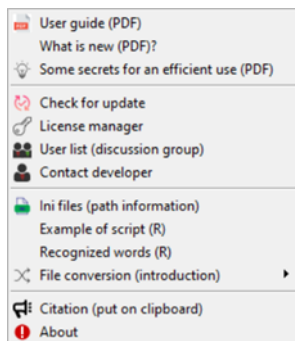 User guide (PDF)
What is new (PDF)?
Some secrets for an efficient use (PDF)
Check for update
License manager
User list (discussion group)
Contact developer
Ini files (path information)
Example of script (R)
Recognized words (R)
File conversion (introduction)
Citation (put on clipboard)
About